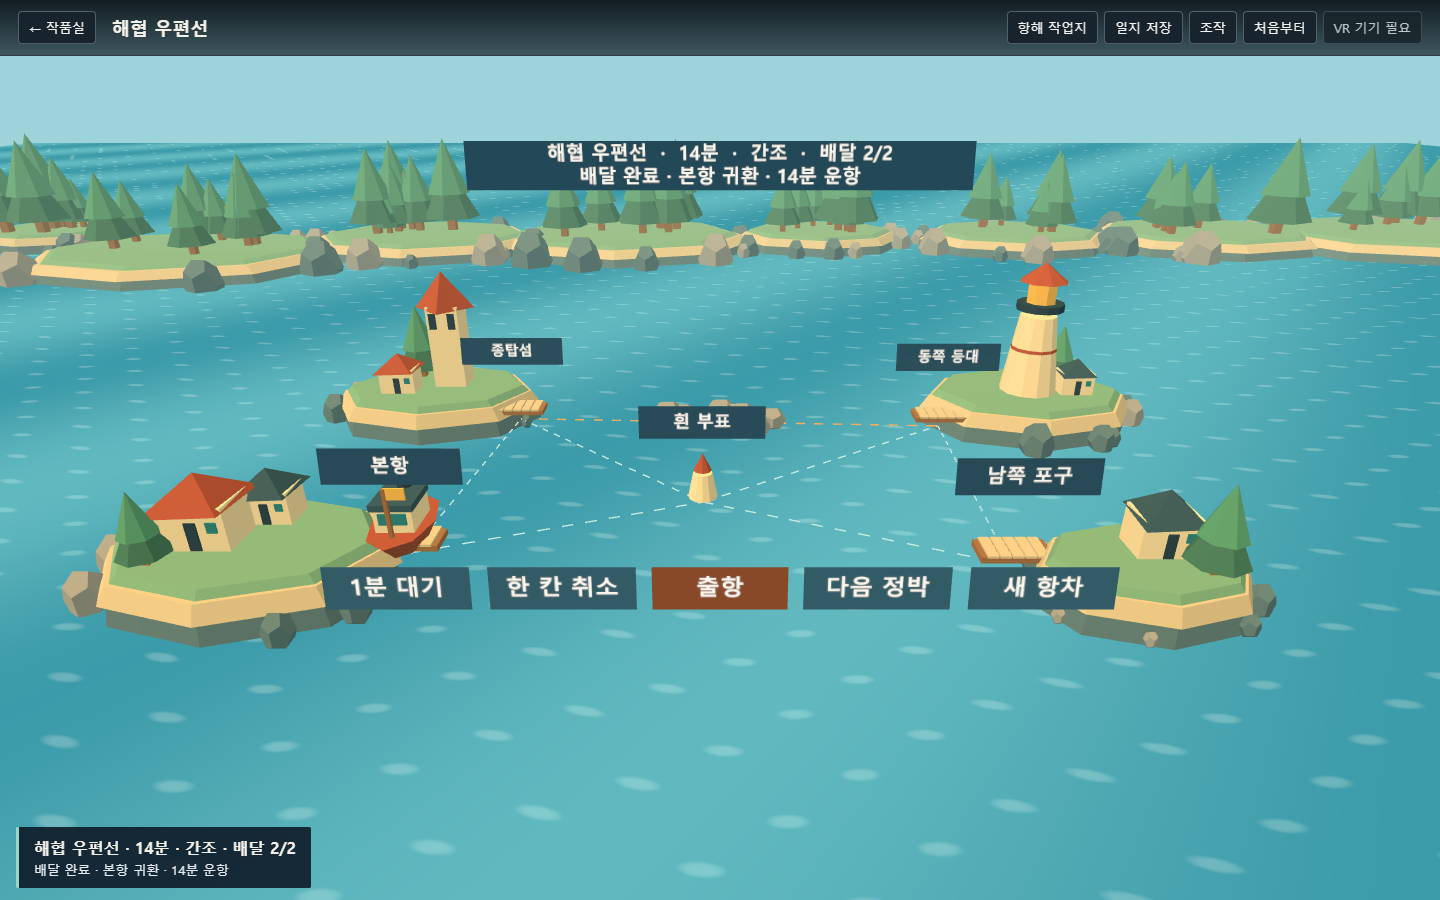 ← 작품실
해협 우편선
항해 작업지
일지 저장
조작
처음부터
VR 기기 필요
해협 우편선 · 14분 · 간조 · 배달 2/2
배달 완료 · 본항 귀환 · 14분 운항
종탑섬
동쪽 등대
흰 부표
본항
남쪽 포구
1분 대기
한 칸 취소
출항
다음 정박
새 항차
해협 우편선 · 14분 · 간조 · 배달 2/2
배달 완료 · 본항 귀환 · 14분 운항